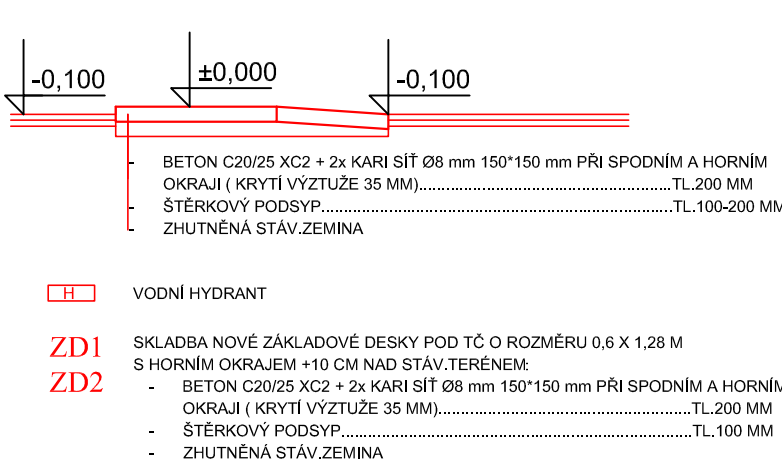 -0,100
±0,000
-0,100
- BETON C20/25 XC2 + 2x KARI SÍŤ Ø8 mm 150*150 mm PŘI SPODNÍM A HORNÍM
OKRAJI ( KRYTÍ VÝZTUŽE 35 MM)..............................................................TL.200 MM
- ŠTĚRKOVÝ PODSYP......................................................................................TL.100-200 MM
- ZHUTNĚNÁ STÁV.ZEMINA
H VODNÍ HYDRANT
ZD1 SKLADBA NOVÉ ZÁKLADOVÉ DESKY POD TČ O ROZMĚRU 0,6 X 1,28 M
S HORNÍM OKRAJEM +10 CM NAD STÁV.TERÉNEM:
ZD2 - BETON C20/25 XC2 + 2x KARI SÍŤ Ø8 mm 150*150 mm PŘI SPODNÍM A HORNÍM
OKRAJI ( KRYTÍ VÝZTUŽE 35 MM)..............................................................TL.200 MM
- ŠTĚRKOVÝ PODSYP......................................................................................TL.100 MM
- ZHUTNĚNÁ STÁV.ZEMINA